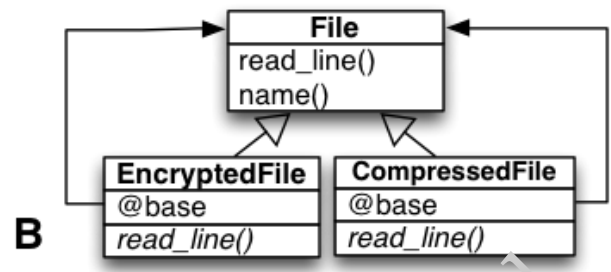 File
read_line()
name()
EncryptedFile
@base
read_line()
CompressedFile
@base
read_line()
B